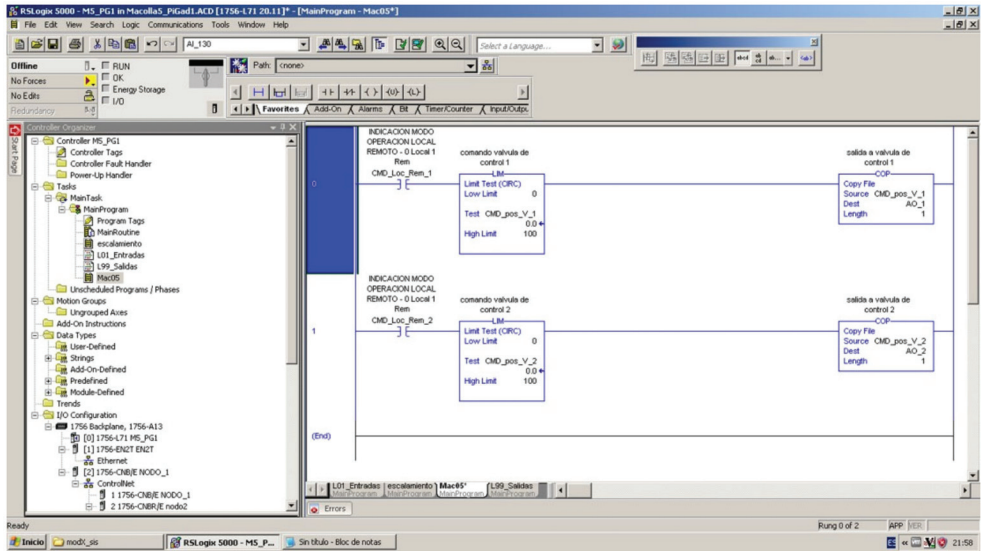 RSLogix 5000 - M5_PG1 in Macolla5_PiGad1.ACD [1756-L71 20.11]* - [MainProgram - Mac05*]
File Edit View Search Logic Communications Tools Window Help
AI_130
Select a Language...
Offline
RUN
No Forces
OK
No Edits
Energy Storage
Redundancy
I/O
Path: <none>
Favorites Add-On Alarms Bit Timer/Counter Input/Outpu
Start Page
Controller Organizer
Controller M5_PG1
Controller Tags
Controller Fault Handler
Power-Up Handler
Tasks
MainTask
MainProgram
Program Tags
MainRoutine
escalamiento
L01_Entradas
L99_Salidas
Mac05
Unscheduled Programs / Phases
Motion Groups
Ungrouped Axes
Add-On Instructions
Data Types
User-Defined
Strings
Add-On-Defined
Predefined
Module-Defined
Trends
I/O Configuration
1756 Backplane, 1756-A13
[0] 1756-L71 M5_PG1
[1] 1756-EN2T EN2T
Ethernet
[2] 1756-CNB/E NODO_1
ControlNet
1 1756-CNB/E NODO_1
2 1756-CNBR/E nodo2
0
INDICACION MODO
OPERACION LOCAL
REMOTO - 0 Local 1
Rem
CMD_Loc_Rem_1
comando valvula de
control 1
LIM
Limit Test (CIRC)
Low Limit 0
Test CMD_pos_V_1
0.0
High Limit 100
salida a valvula de
control 1
COP
Copy File
Source CMD_pos_V_1
Dest AO_1
Length 1
1
INDICACION MODO
OPERACION LOCAL
REMOTO - 0 Local 1
Rem
CMD_Loc_Rem_2
comando valvula de
control 2
LIM
Limit Test (CIRC)
Low Limit 0
Test CMD_pos_V_2
0.0
High Limit 100
salida a valvula de
control 2
COP
Copy File
Source CMD_pos_V_2
Dest AO_2
Length 1
(End)
L01_Entradas escalamiento Mac05* L99_Salidas
MainProgram MainProgram MainProgram MainProgram
Errors
Ready
Rung 0 of 2 APP VER
Inicio modX_sis RSLogix 5000 - M5_P... Sin título - Bloc de notas ES 21:58